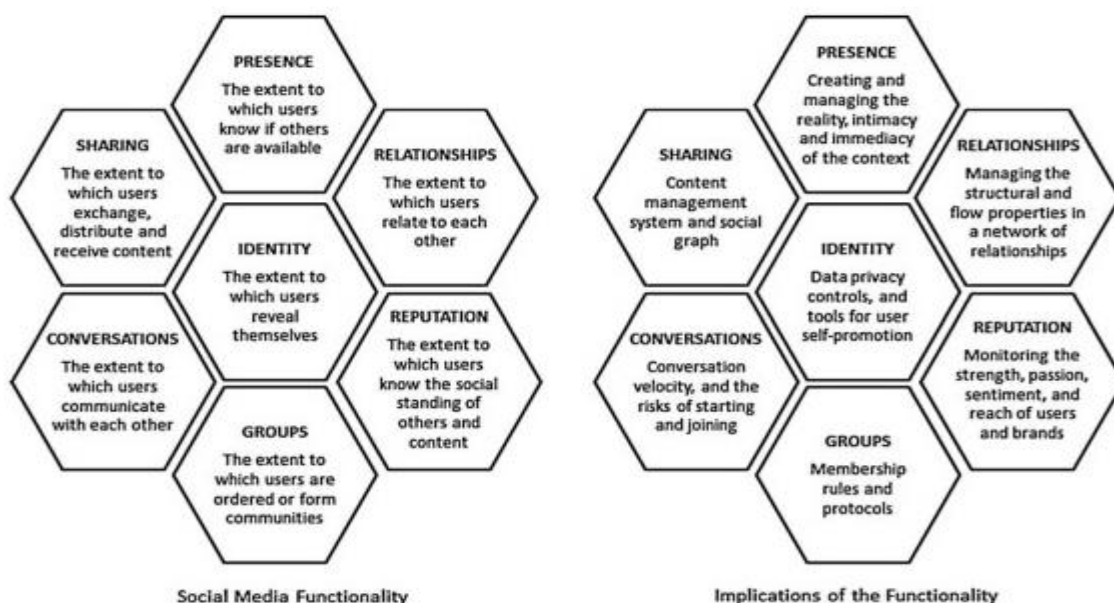 PRESENCE
The extent to
which users
know if others
are available
SHARING
The extent to
which users
exchange,
distribute and
receive content
RELATIONSHIPS
The extent to
which users
relate to each
other
IDENTITY
The extent to
which users
reveal
themselves
CONVERSATIONS
The extent to
which users
communicate
with each other
REPUTATION
The extent to
which users
know the social
standing of
others and
content
GROUPS
The extent to
which users are
ordered or form
communities
Social Media Functionality
PRESENCE
Creating and
managing the
reality, intimacy
and immediacy
of the context
SHARING
Content
management
system and social
graph
RELATIONSHIPS
Managing the
structural and
flow properties in
a network of
relationships
IDENTITY
Data privacy
controls, and
tools for user
self-promotion
CONVERSATIONS
Conversation
velocity, and the
risks of starting
and joining
REPUTATION
Monitoring the
strength, passion,
sentiment, and
reach of users
and brands
GROUPS
Membership
rules and
protocols
Implications of the Functionality